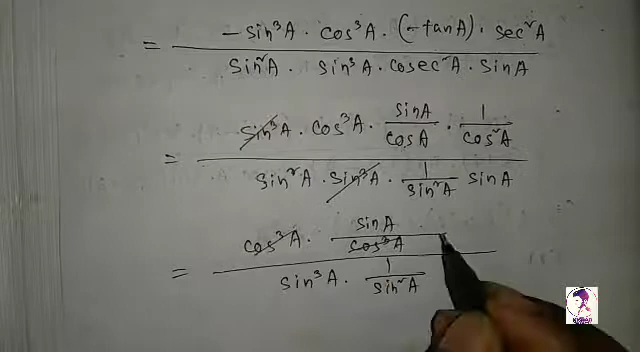 = -sin³A · cos³A · (-tanA) · sec²A / sin²A · sin³A · cosec²A · sinA
= sin³A · cos³A · sinA/cosA · 1/cos²A / sin²A · sin³A · 1/sin²A sinA
= cos³A · sinA/cos³A / sin³A · 1/sin²A